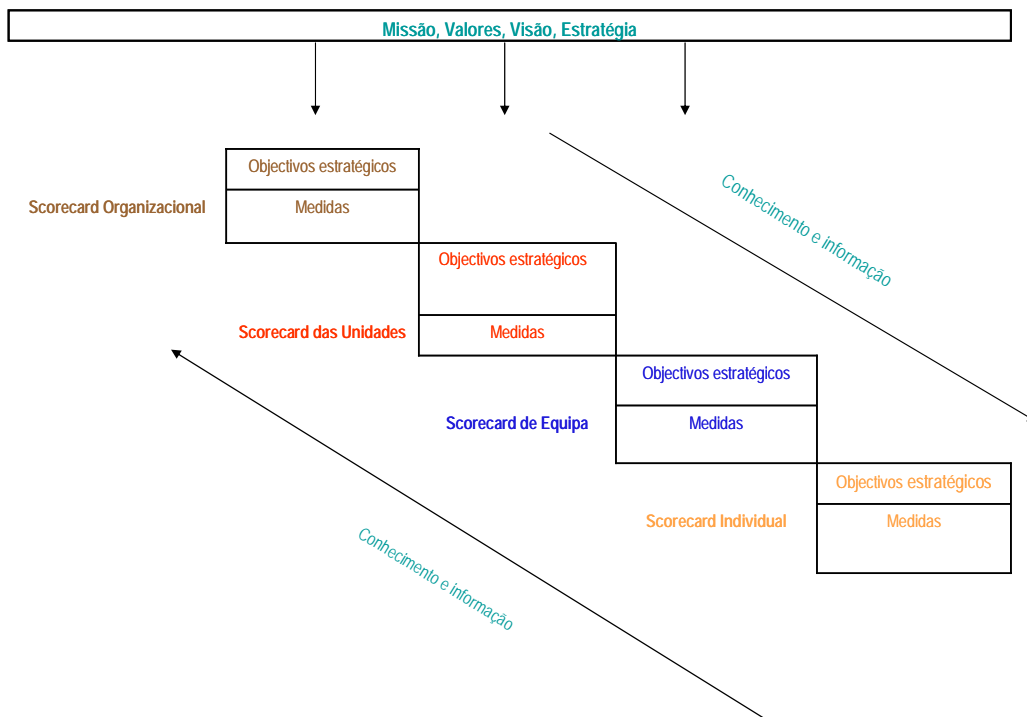 Missão, Valores, Visão, Estratégia
Objectivos estratégicos
Scorecard Organizacional
Medidas
Conhecimento e informação
Objectivos estratégicos
Scorecard das Unidades
Medidas
Objectivos estratégicos
Scorecard de Equipa
Medidas
Objectivos estratégicos
Scorecard Individual
Medidas
Conhecimento e informação